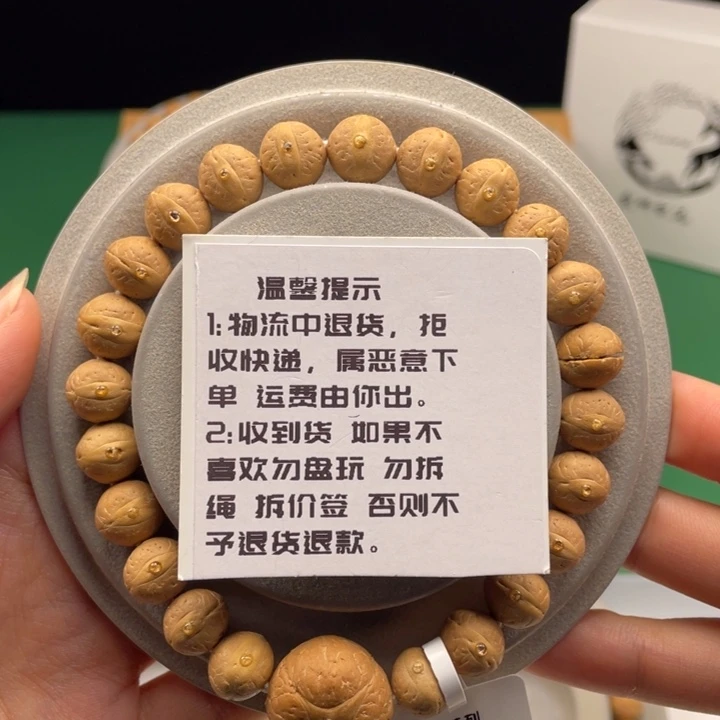 温馨提示
1:物流中退货，拒
收快递，属恶意下
单 运费由你出。
2:收到货 如果不
喜欢勿盘玩 勿拆
绳 拆价签 否则不
予退货退款。